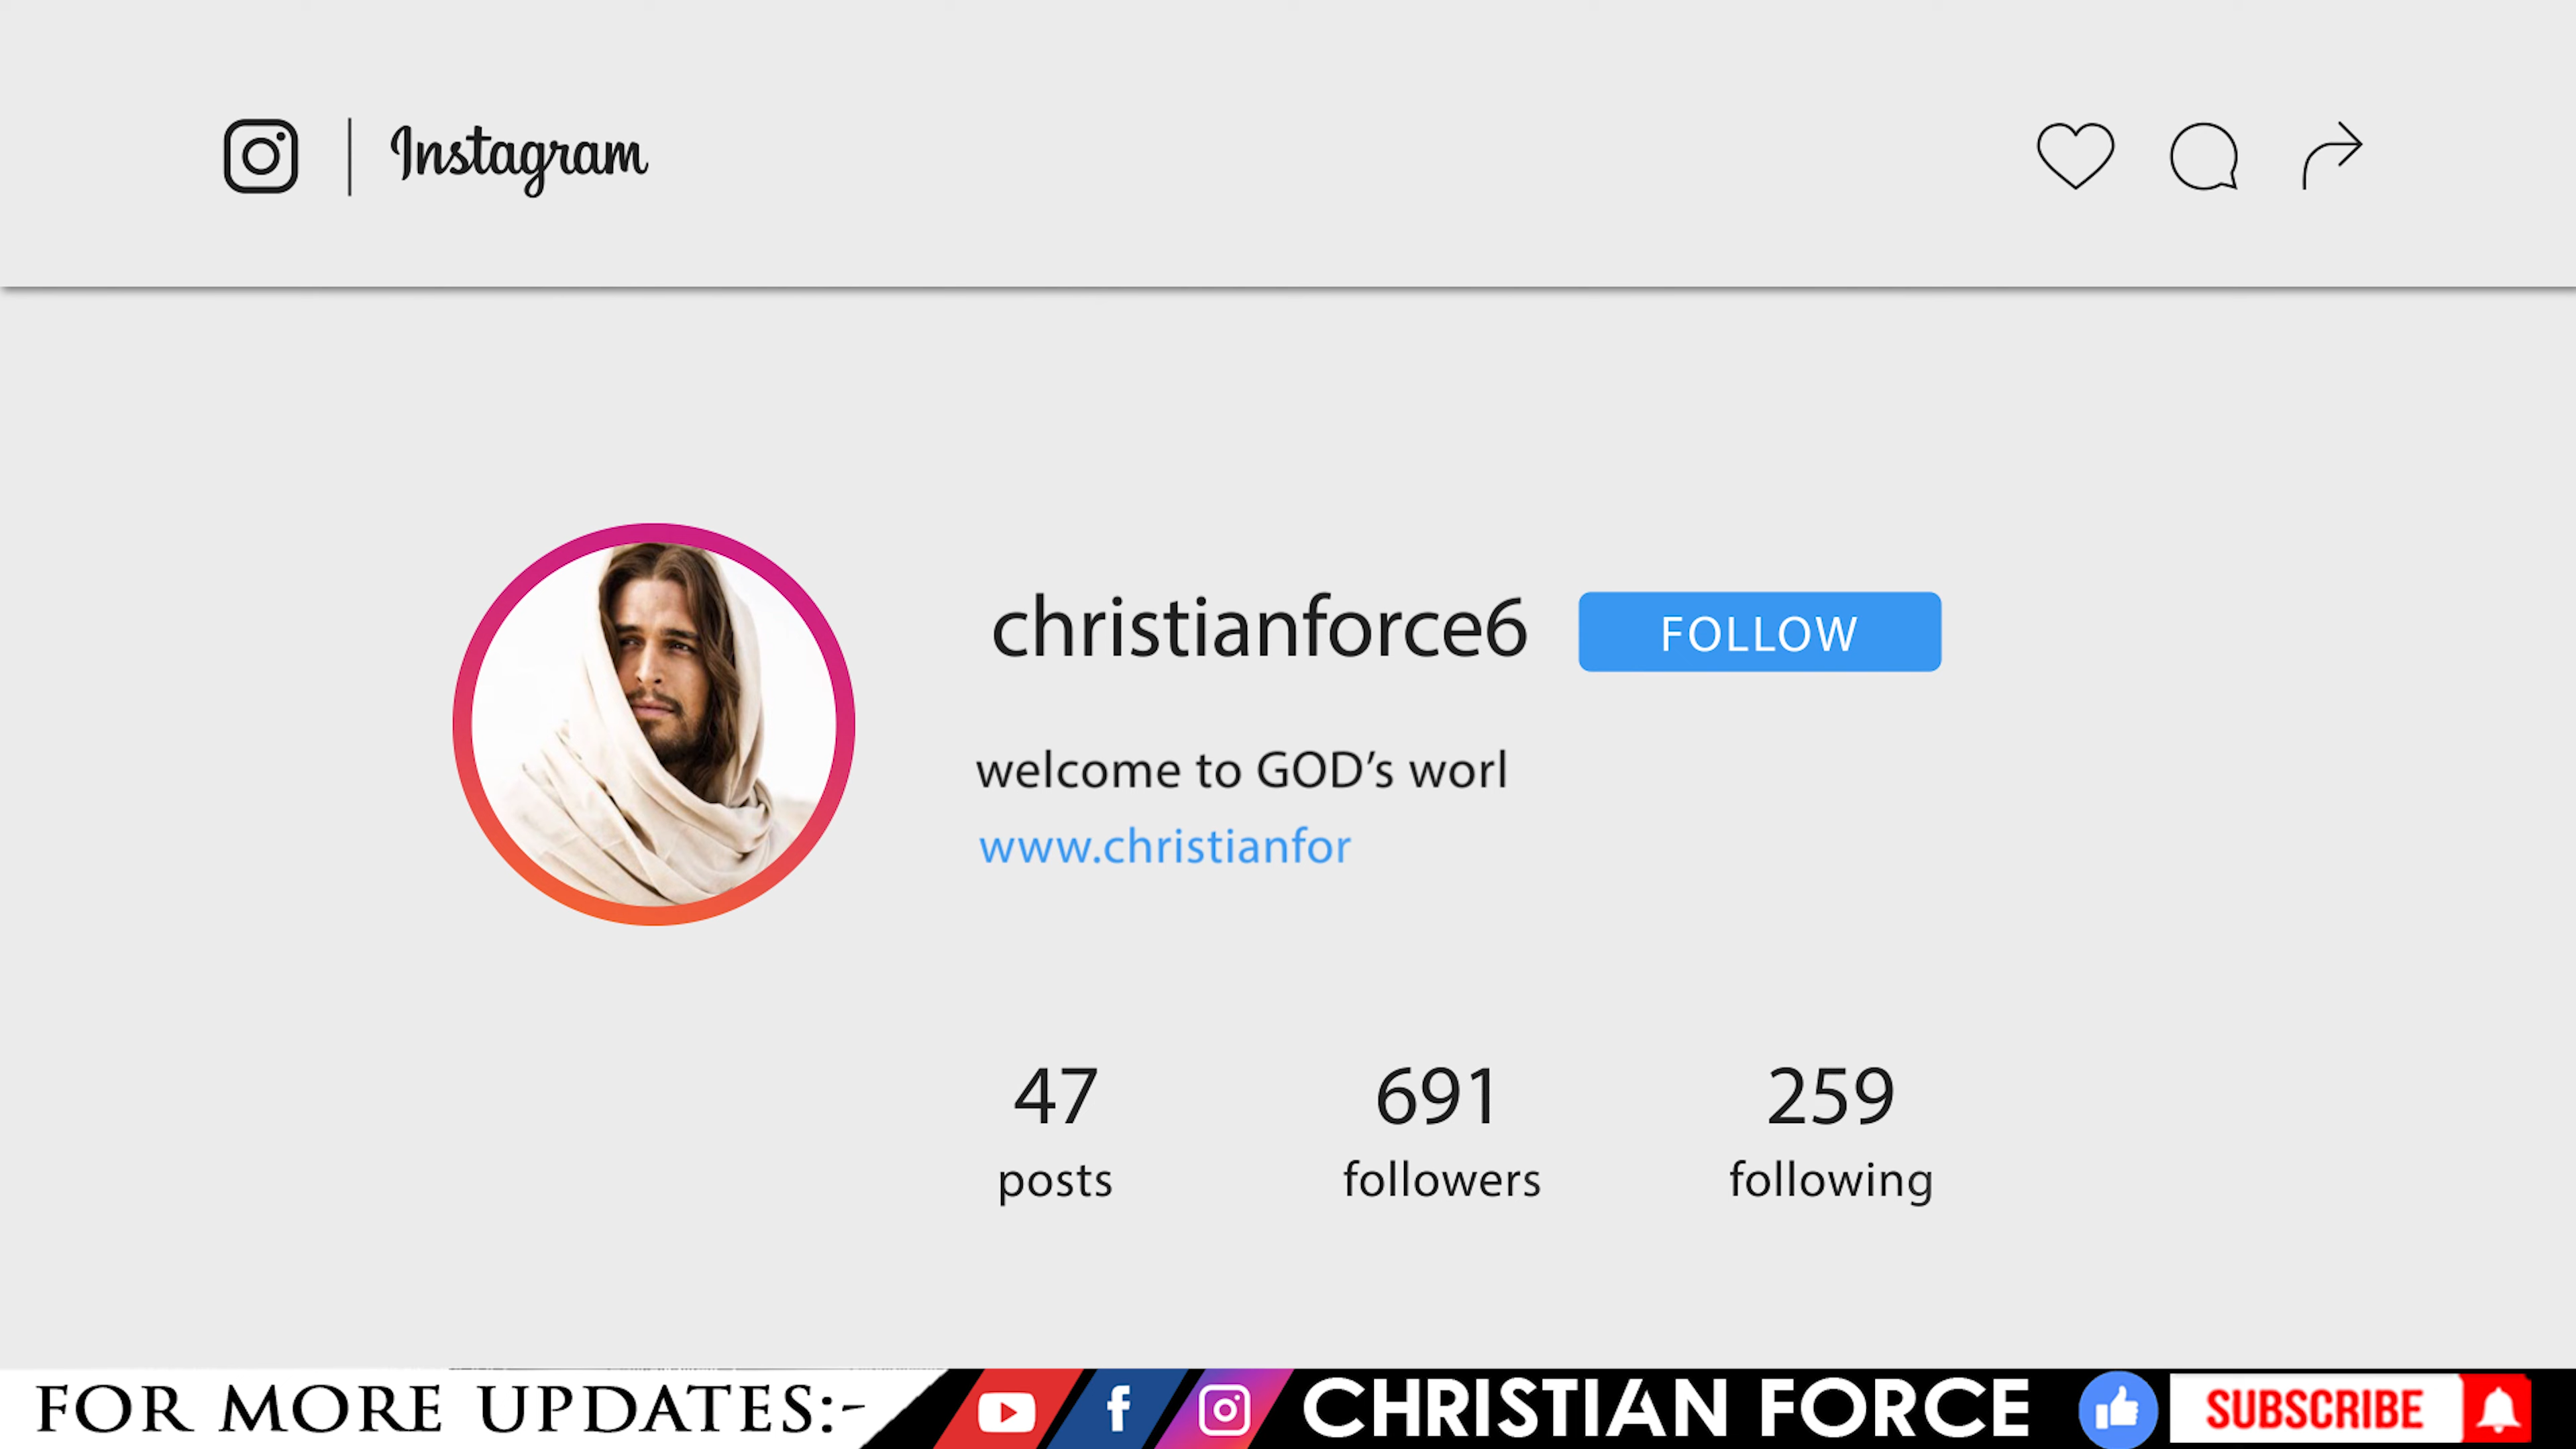 Instagram
christianforce6 FOLLOW
welcome to GOD's worl
www.christianfor
47 691 259
posts followers following
FOR MORE UPDATES:- CHRISTIAN FORCE SUBSCRIBE